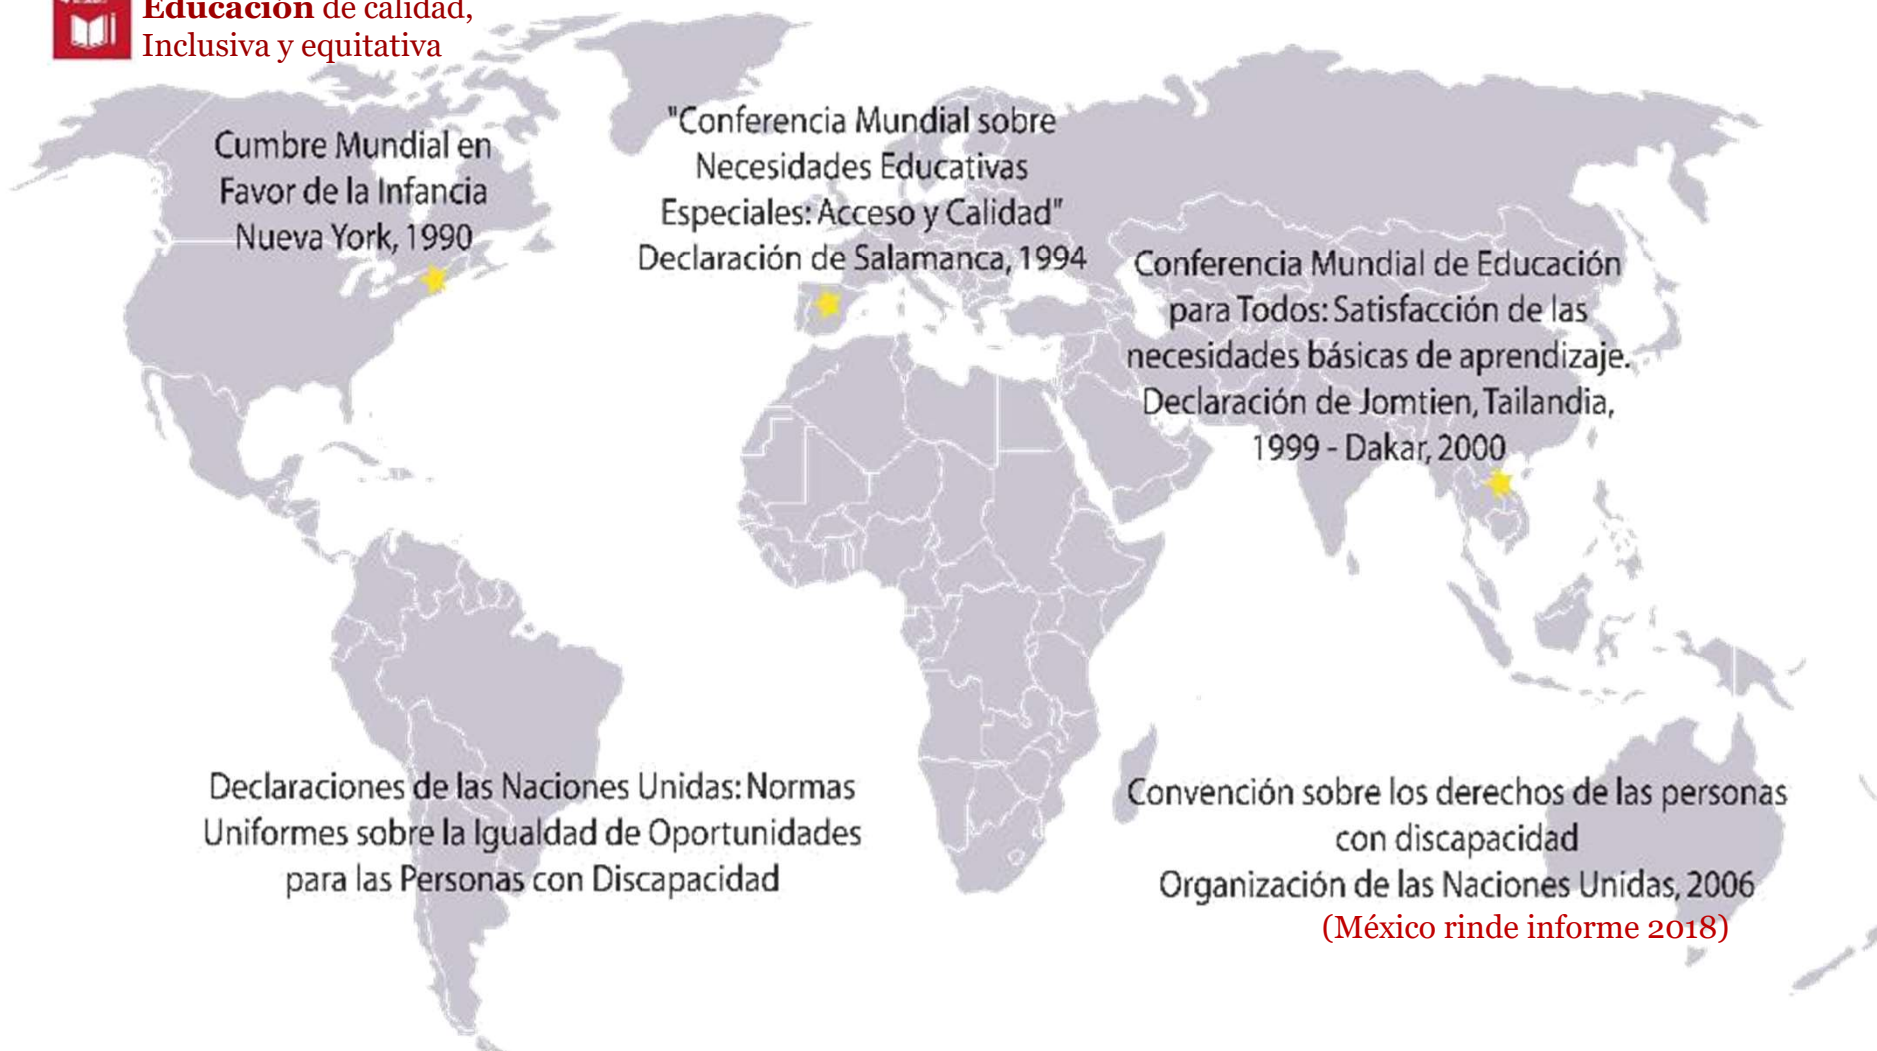 Educación de calidad,
Inclusiva y equitativa
Cumbre Mundial en
Favor de la Infancia
Nueva York, 1990
"Conferencia Mundial sobre
Necesidades Educativas
Especiales: Acceso y Calidad"
Declaración de Salamanca, 1994
Conferencia Mundial de Educación
para Todos: Satisfacción de las
necesidades básicas de aprendizaje.
Declaración de Jomtien, Tailandia,
1999 - Dakar, 2000
Declaraciones de las Naciones Unidas: Normas
Uniformes sobre la Igualdad de Oportunidades
para las Personas con Discapacidad
Convención sobre los derechos de las personas
con discapacidad
Organización de las Naciones Unidas, 2006
(México rinde informe 2018)